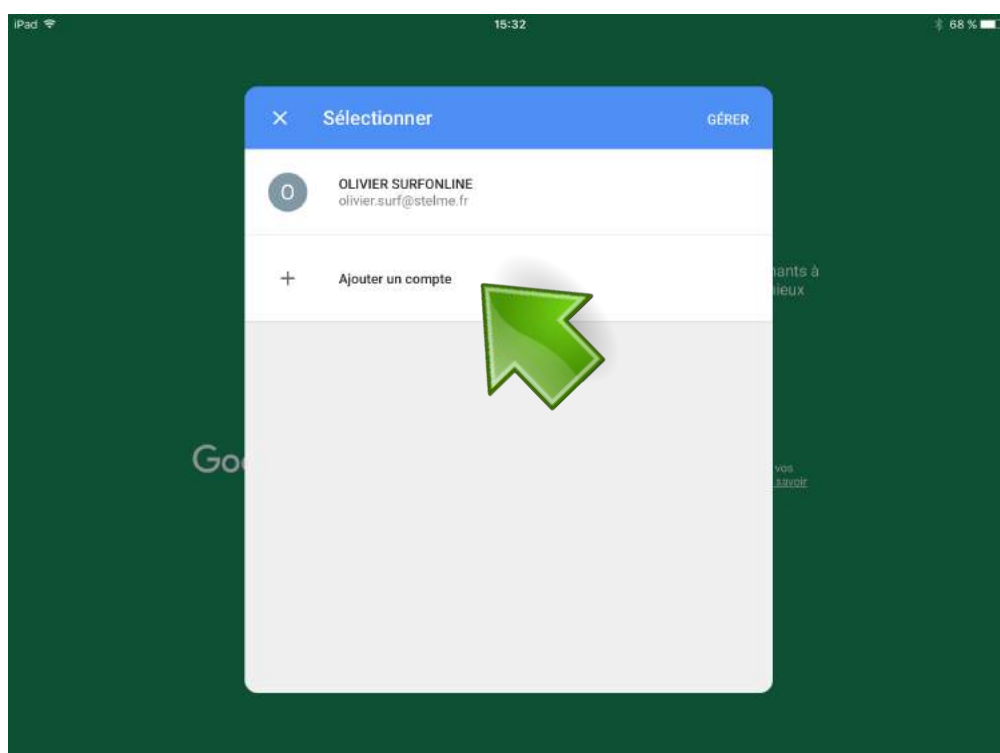 iPad 15:32 68 %
Sélectionner GÉRER
O
OLIVIER SURFONLINE
olivier.surf@stelme.fr
Ajouter un compte
nants à
ieux
Goo
vos
savoir